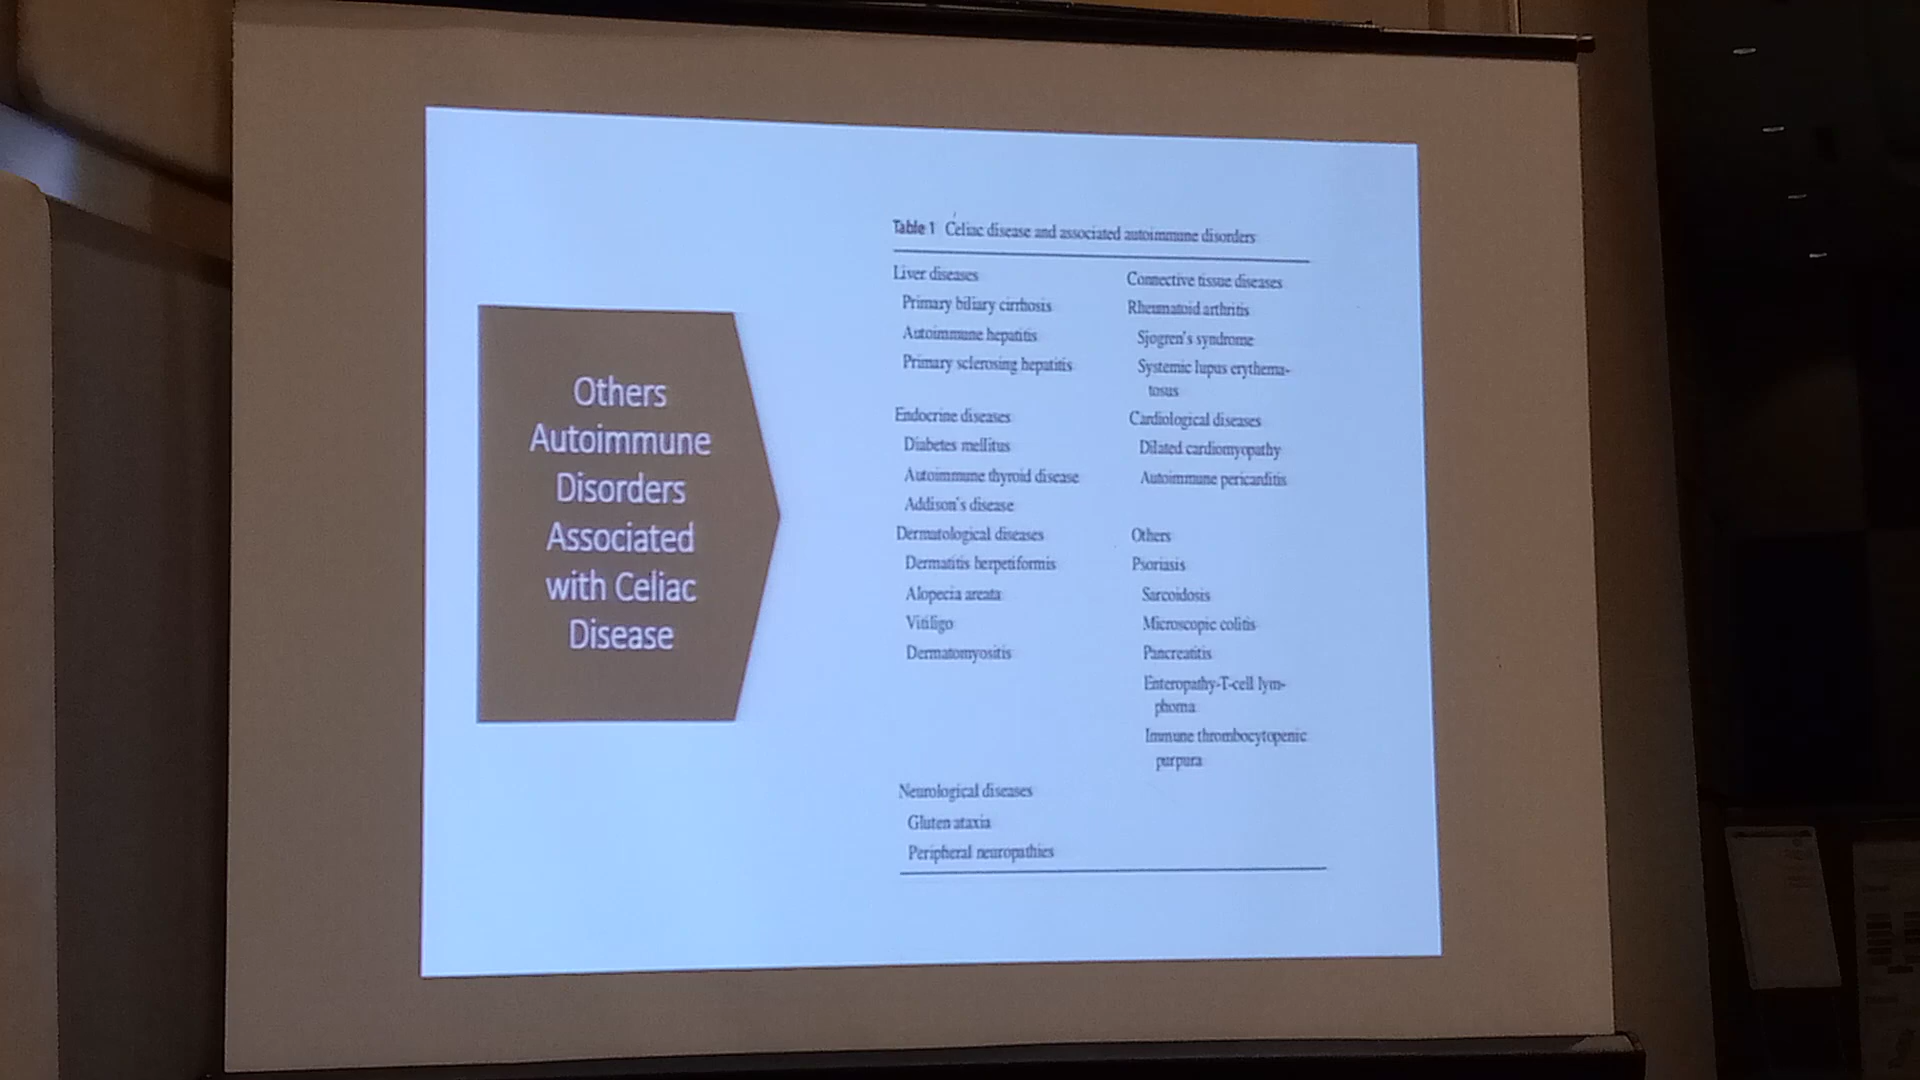 Others
Autoimmune
Disorders
Associated
with Celiac
Disease
Table 1 Celiac disease and associated autoimmune disorders
Liver diseases
Primary biliary cirrhosis
Autoimmune hepatitis
Primary sclerosing hepatitis
Endocrine diseases
Diabetes mellitus
Autoimmune thyroid disease
Addison's disease
Dermatological diseases
Dermatitis herpetiformis
Alopecia areata
Vitiligo
Dermatomyositis
Neurological diseases
Gluten ataxia
Peripheral neuropathies
Connective tissue diseases
Rheumatoid arthritis
Sjogren's syndrome
Systemic lupus erythema-
tosus
Cardiological diseases
Dilated cardiomyopathy
Autoimmune pericarditis
Others
Psoriasis
Sarcoidosis
Microscopic colitis
Pancreatitis
Enteropathy-T-cell lym-
phoma
Immune thrombocytopenic
purpura